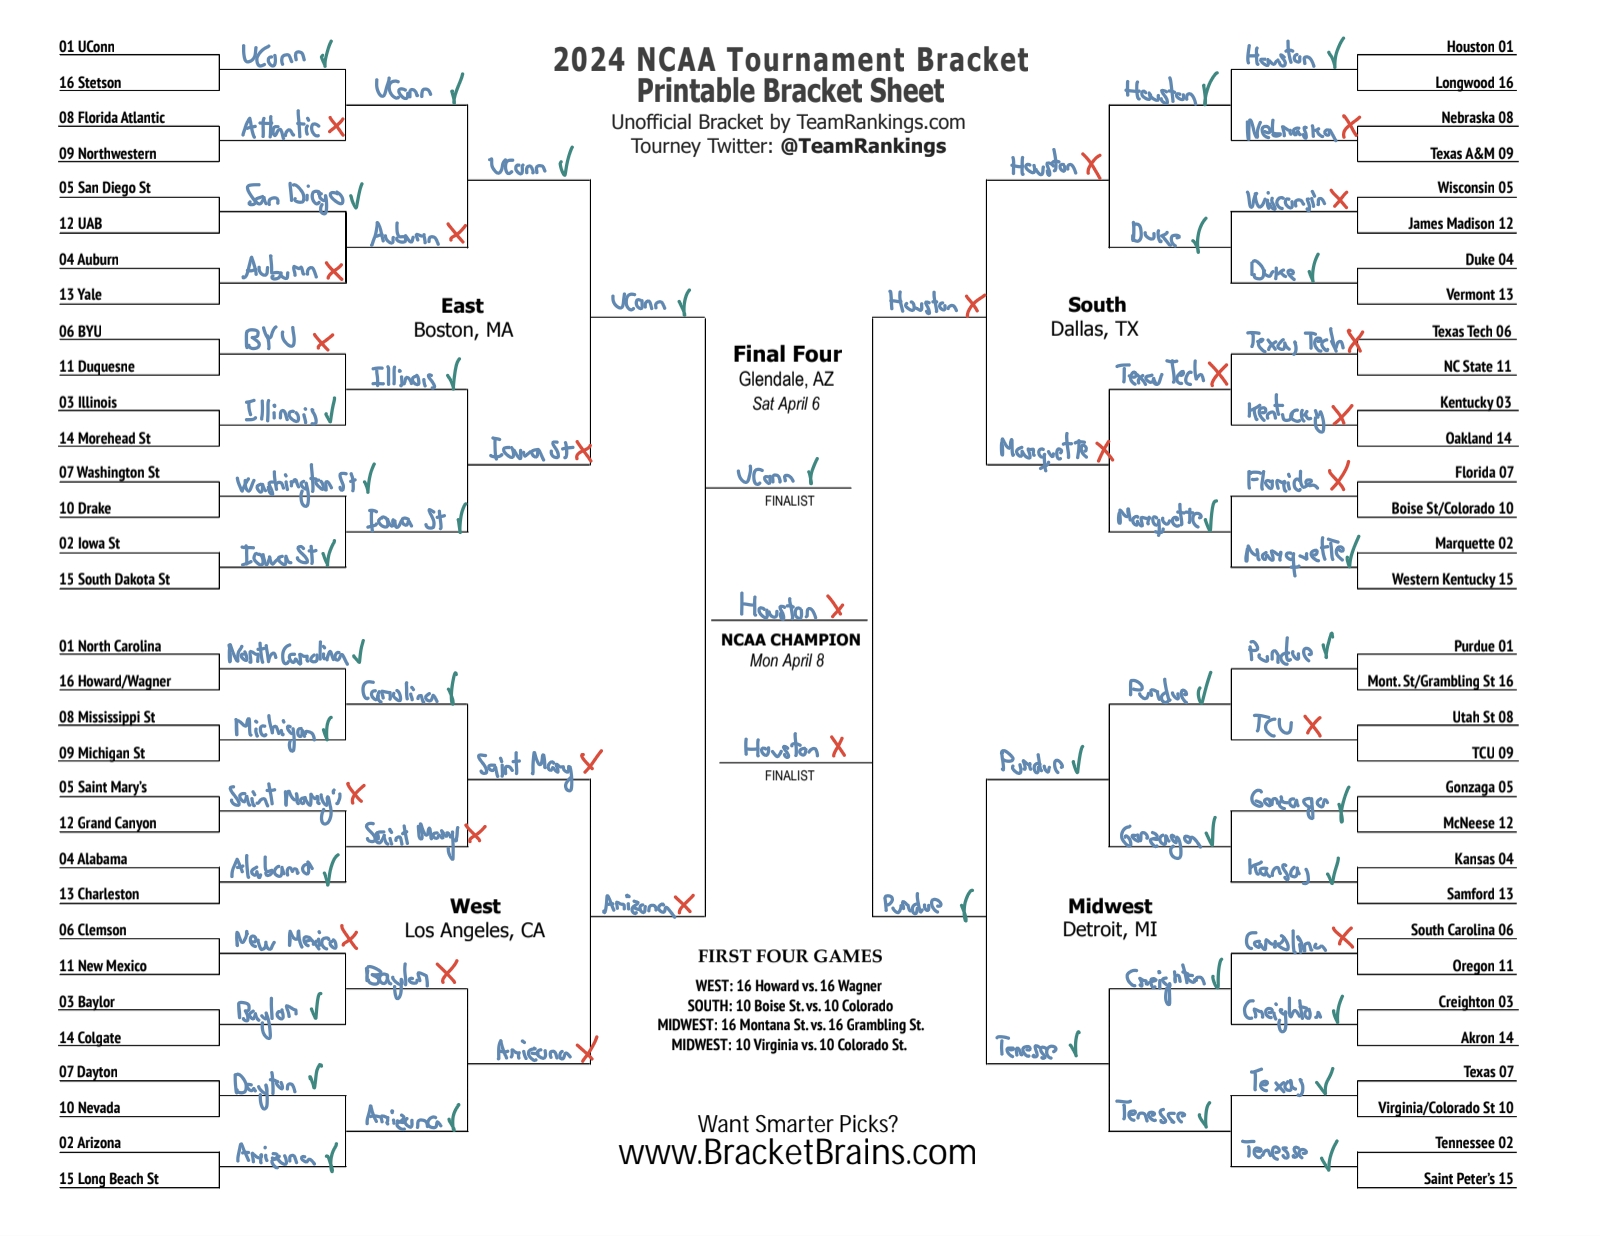 2024 NCAA Tournament Bracket
Printable Bracket Sheet
Unofficial Bracket by TeamRankings.com
Tourney Twitter: @TeamRankings
01 UConn
16 Stetson
08 Florida Atlantic
09 Northwestern
05 San Diego St
12 UAB
04 Auburn
13 Yale
06 BYU
11 Duquesne
03 Illinois
14 Morehead St
07 Washington St
10 Drake
02 Iowa St
15 South Dakota St
UConn
Atlantic
San Diego
Auburn
BYU
Illinois
Washington St
Iowa St
UConn
Auburn
Illinois
Iowa St
UConn
Iowa St
UConn
East
Boston, MA
01 North Carolina
16 Howard/Wagner
08 Mississippi St
09 Michigan St
05 Saint Mary's
12 Grand Canyon
04 Alabama
13 Charleston
06 Clemson
11 New Mexico
03 Baylor
14 Colgate
07 Dayton
10 Nevada
02 Arizona
15 Long Beach St
North Carolina
Michigan
Saint Mary's
Alabama
New Mexico
Baylor
Dayton
Arizona
Carolina
Saint Mary
Baylor
Arizona
Saint Mary
Arizona
Arizona
West
Los Angeles, CA
Final Four
Glendale, AZ
Sat April 6
UConn
FINALIST
Houston
NCAA CHAMPION
Mon April 8
Houston
FINALIST
FIRST FOUR GAMES
WEST: 16 Howard vs. 16 Wagner
SOUTH: 10 Boise St. vs. 10 Colorado
MIDWEST: 16 Montana St. vs. 16 Grambling St.
MIDWEST: 10 Virginia vs. 10 Colorado St.
Want Smarter Picks?
www.BracketBrains.com
Houston 01
Longwood 16
Nebraska 08
Texas A&M 09
Wisconsin 05
James Madison 12
Duke 04
Vermont 13
Texas Tech 06
NC State 11
Kentucky 03
Oakland 14
Florida 07
Boise St/Colorado 10
Marquette 02
Western Kentucky 15
Houston
Nebraska
Wisconsin
Duke
Texas Tech
Kentucky
Florida
Marquette
Houston
Duke
Texas Tech
Marquette
Houston
Marquette
Houston
South
Dallas, TX
Purdue 01
Mont. St/Grambling St 16
Utah St 08
TCU 09
Gonzaga 05
McNeese 12
Kansas 04
Samford 13
South Carolina 06
Oregon 11
Creighton 03
Akron 14
Texas 07
Virginia/Colorado St 10
Tennessee 02
Saint Peter's 15
Purdue
TCU
Gonzaga
Kansas
Carolina
Creighton
Texas
Tenesse
Purdue
Gonzaga
Creighton
Tenesse
Purdue
Tenesse
Purdue
Midwest
Detroit, MI